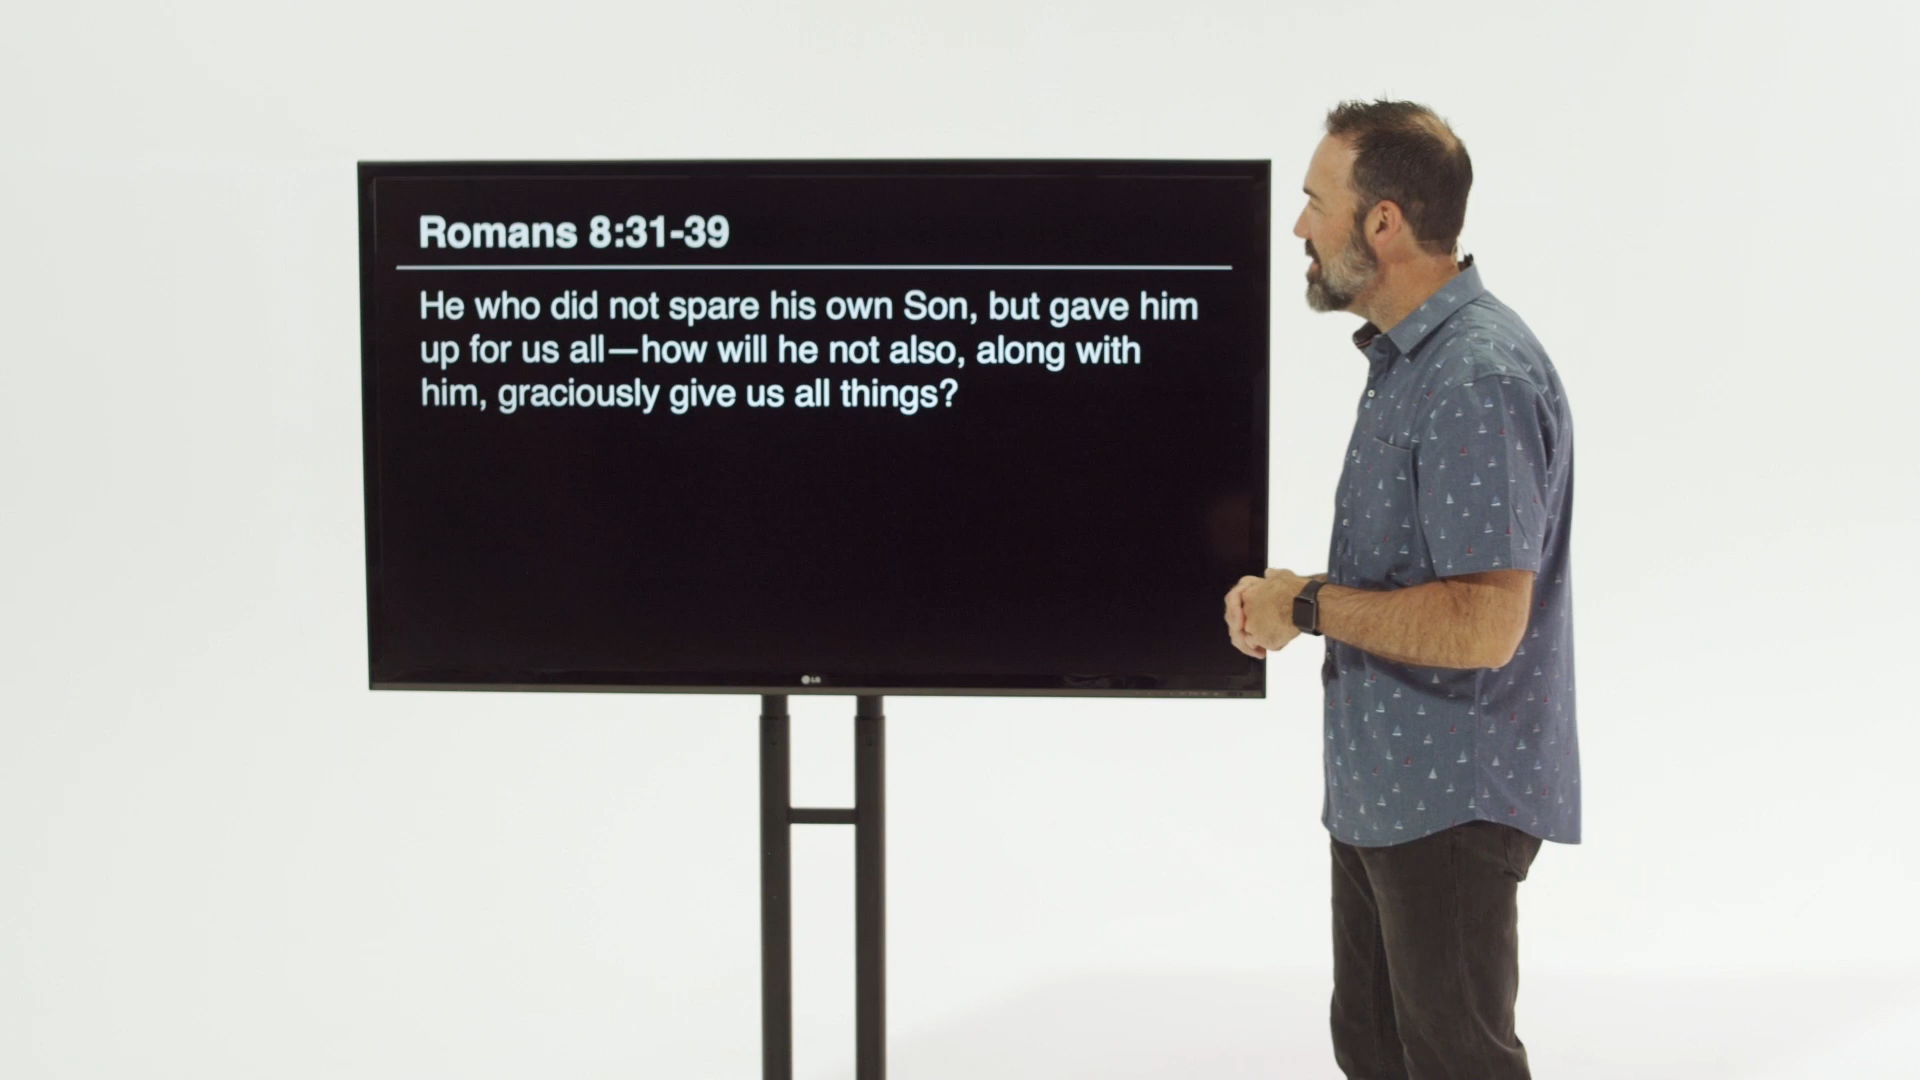 Romans 8:31-39
He who did not spare his own Son, but gave him
up for us all—how will he not also, along with
him, graciously give us all things?
LG